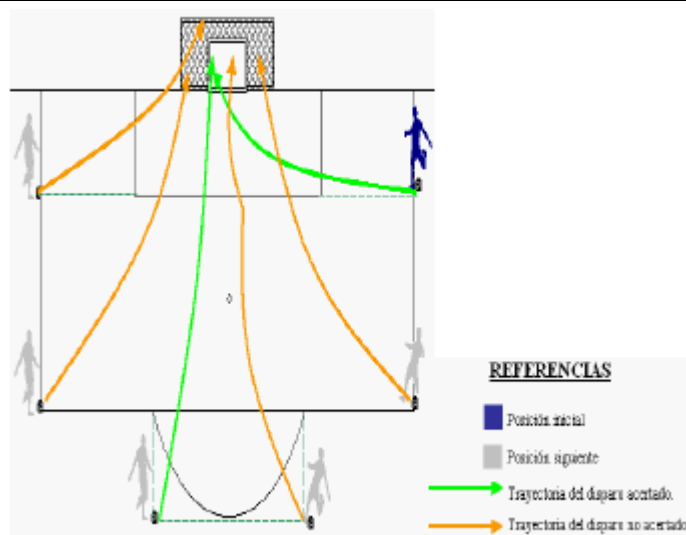 REFERENCIAS
Posición inicial
Posición siguiente
Trayectoria del disparo acertado.
Trayectoria del disparo no acertado